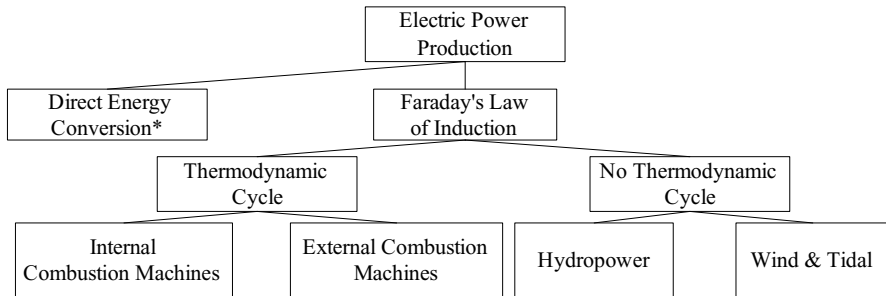 Electric Power
Production
Direct Energy
Conversion*
Faraday's Law
of Induction
Thermodynamic
Cycle
No Thermodynamic
Cycle
Internal
Combustion Machines
External Combustion
Machines
Hydropower
Wind & Tidal